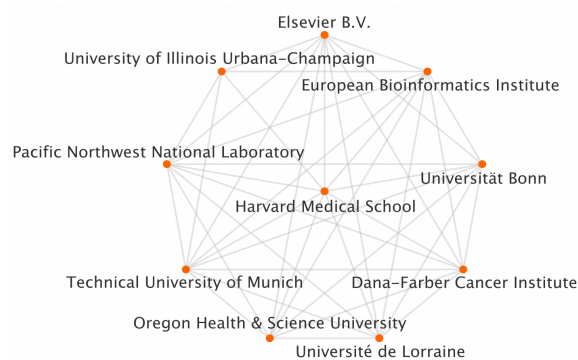 Elsevier B.V.
University of Illinois Urbana-Champaign
European Bioinformatics Institute
Pacific Northwest National Laboratory
Universität Bonn
Harvard Medical School
Technical University of Munich
Dana-Farber Cancer Institute
Oregon Health & Science University
Université de Lorraine